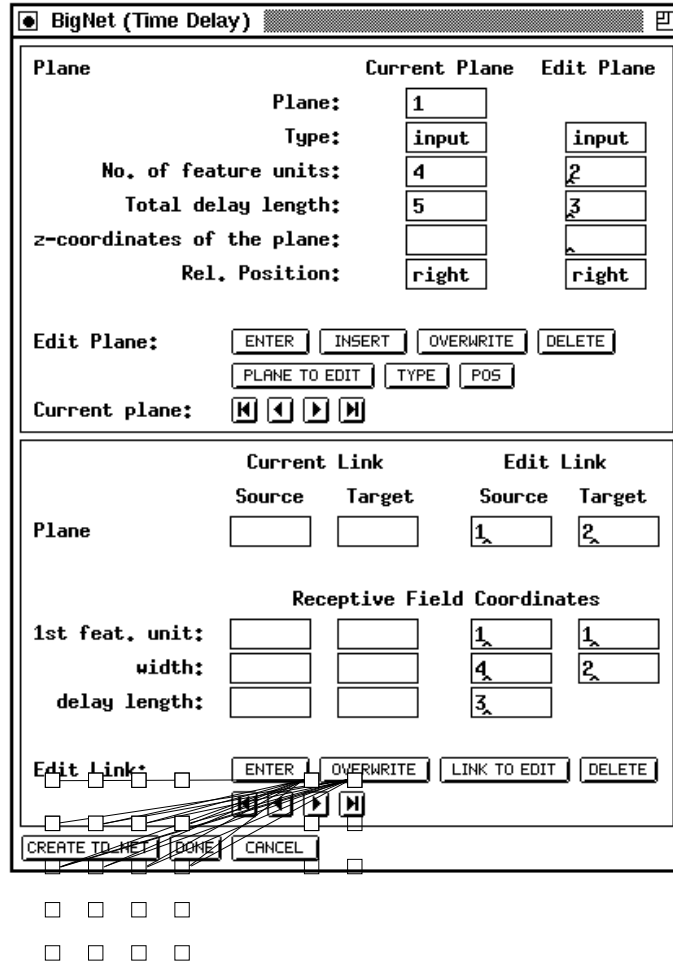 BigNet (Time Delay)
Plane Current Plane Edit Plane
Plane: 1
Type: input input
No. of feature units: 4 2
Total delay length: 5 3
z-coordinates of the plane:
Rel. Position: right right
Edit Plane: ENTER INSERT OVERWRITE DELETE
PLANE TO EDIT TYPE POS
Current plane:
Current Link Edit Link
Source Target Source Target
Plane 1 2
Receptive Field Coordinates
1st feat. unit: 1 1
width: 4 2
delay length: 3
Edit Link: ENTER OVERWRITE LINK TO EDIT DELETE
CREATE TD_NET DONE CANCEL